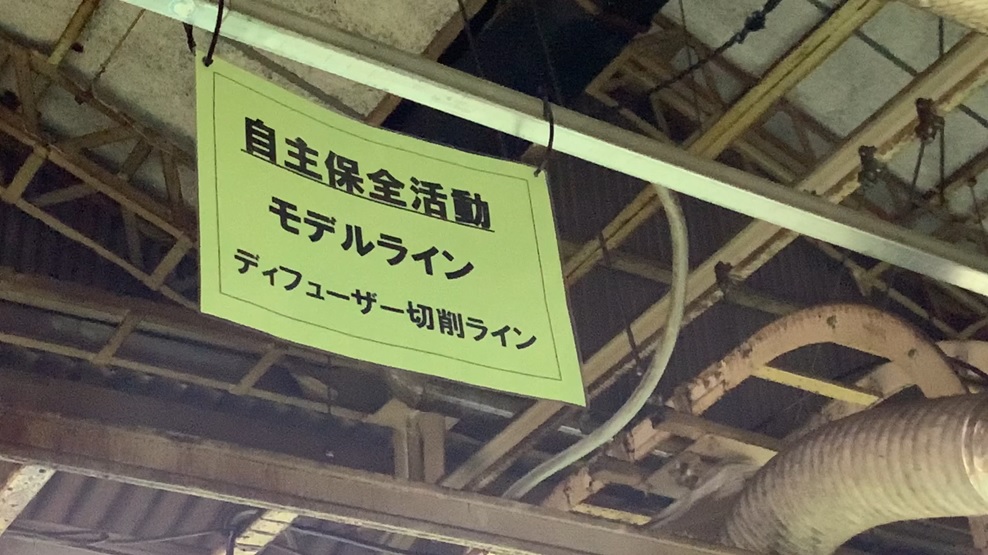 自主保全活動
モデルライン
ディフューザー切削ライン